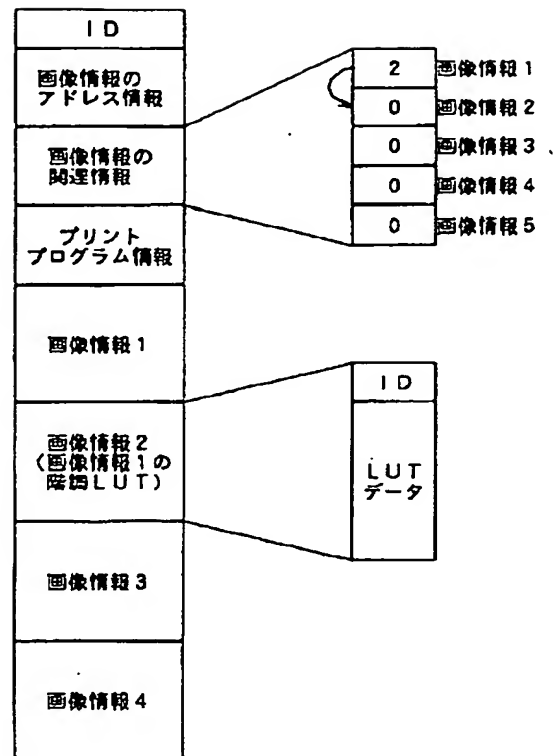 ID
画像情報の
アドレス情報
画像情報の
関連情報
プリント
プログラム情報
画像情報1
画像情報2
(画像情報1の
階調LUT)
画像情報3
画像情報4
2 画像情報1
0 画像情報2
0 画像情報3
0 画像情報4
0 画像情報5
ID
LUT
データ